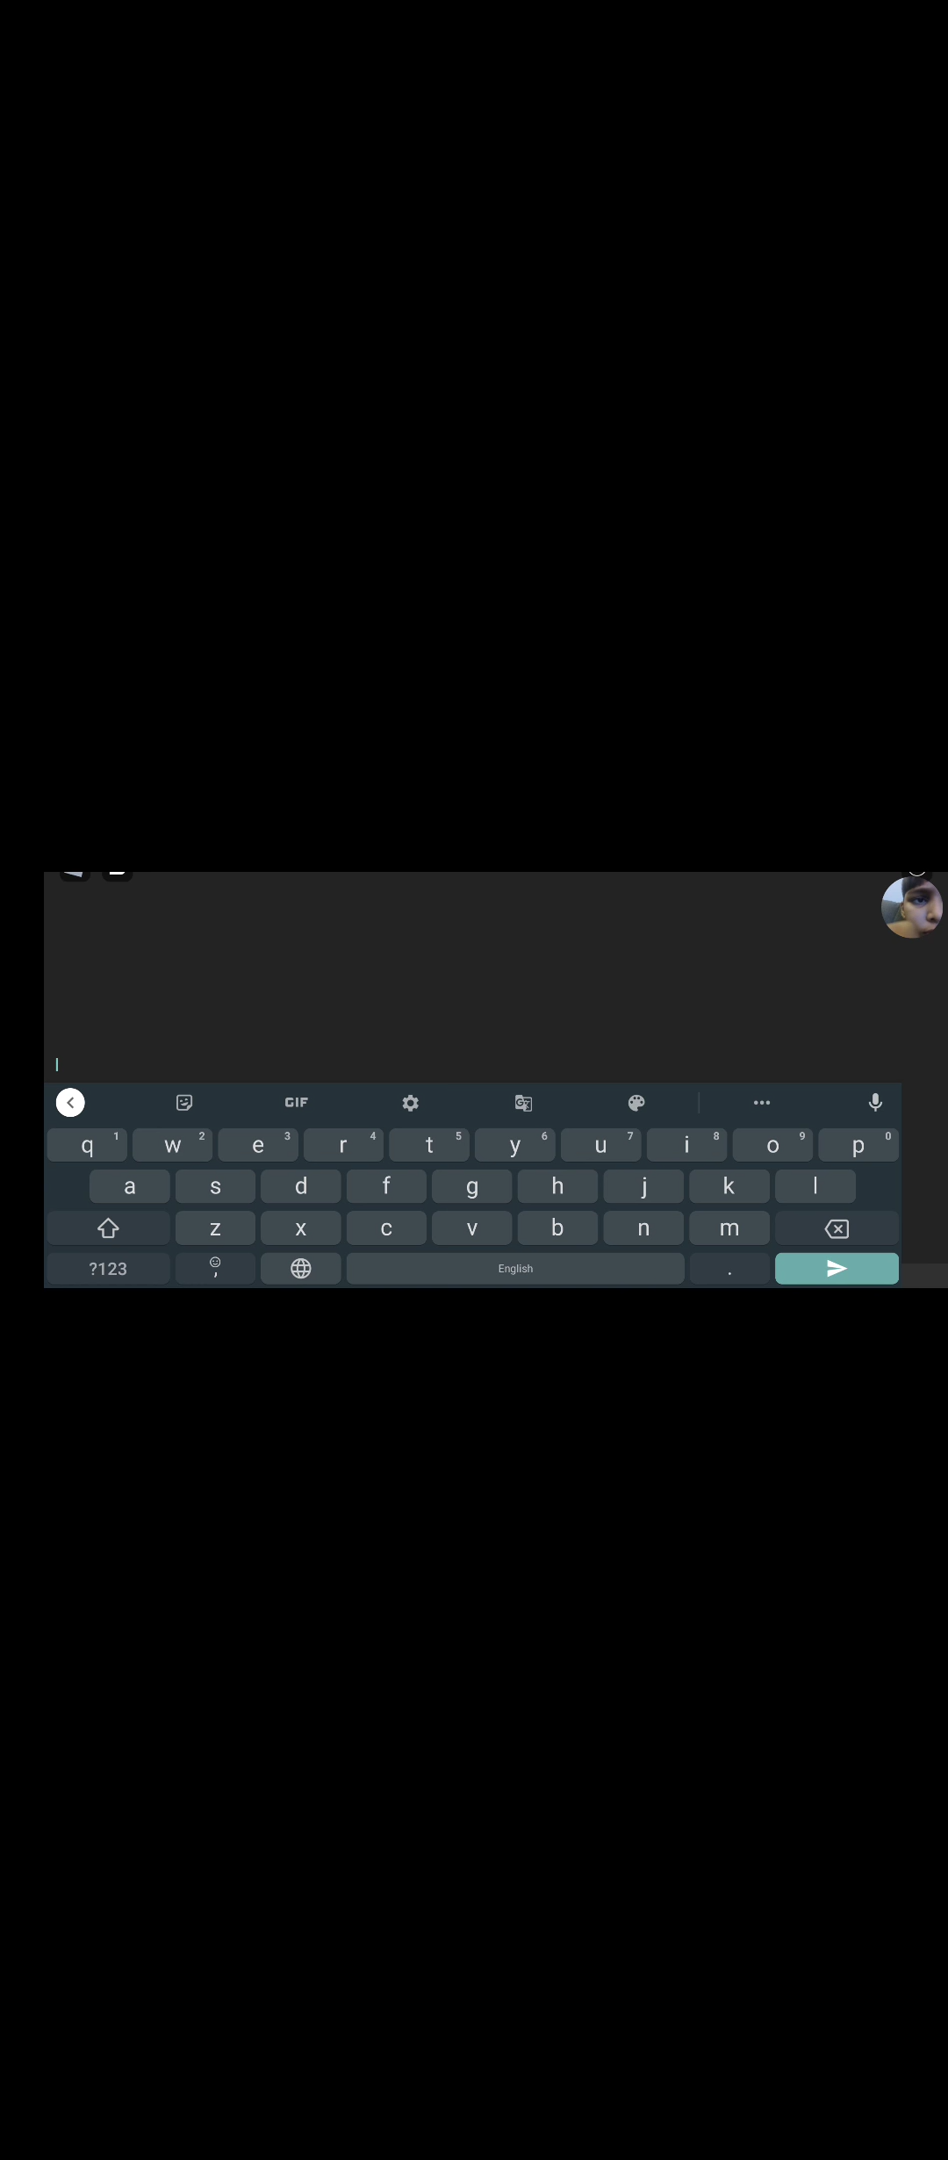 GIF
q 1 w 2 e 3 r 4 t 5 y 6 u 7 i 8 o 9 p 0
a s d f g h j k l
z x c v b n m
?123 , English .